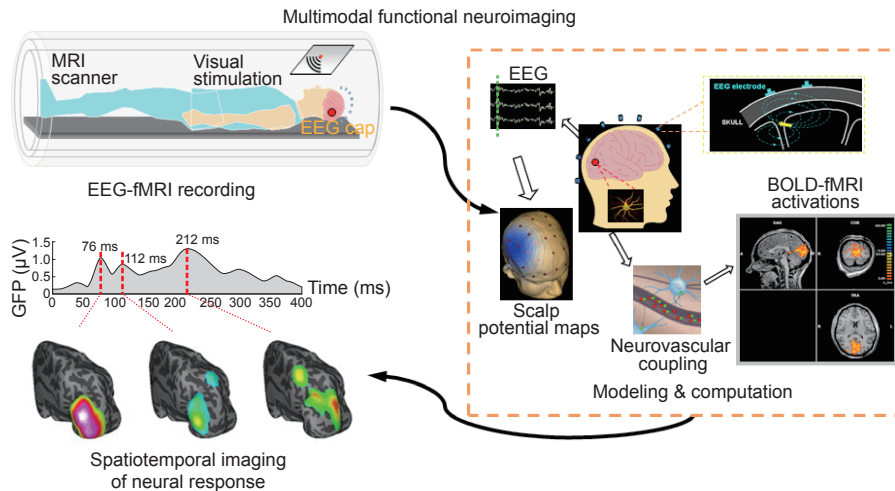 Multimodal functional neuroimaging
MRI
scanner
Visual
stimulation
EEG cap
EEG-fMRI recording
EEG
EEG electrode
SKULL
Scalp
potential maps
Neurovascular
coupling
BOLD-fMRI
activations
SAG
COR
TRA
A
P
R
L
R
L
Modeling & computation
GFP (µV)
1.5
1.0
0.5
0
76 ms
112 ms
212 ms
0 50 100 150 200 250 300 350 400
Time (ms)
Spatiotemporal imaging
of neural response